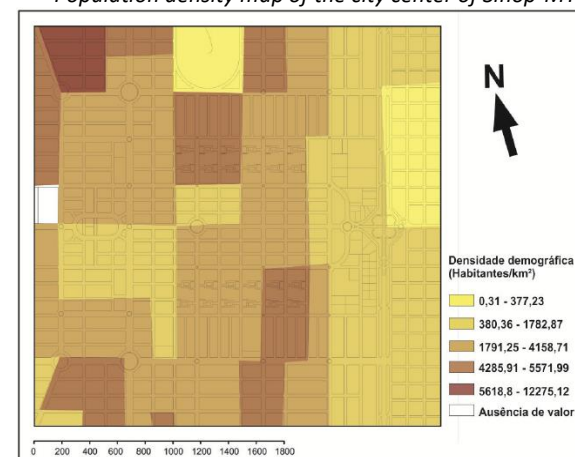 Population density map of the city center of Sinop-MT
N
Densidade demográfica
(Habitantes/km²)
0,31 - 377,23
380,36 - 1782,87
1791,25 - 4158,71
4285,91 - 5571,99
5618,8 - 12275,12
Ausência de valor
0 200 400 600 800 1000 1200 1400 1600 1800